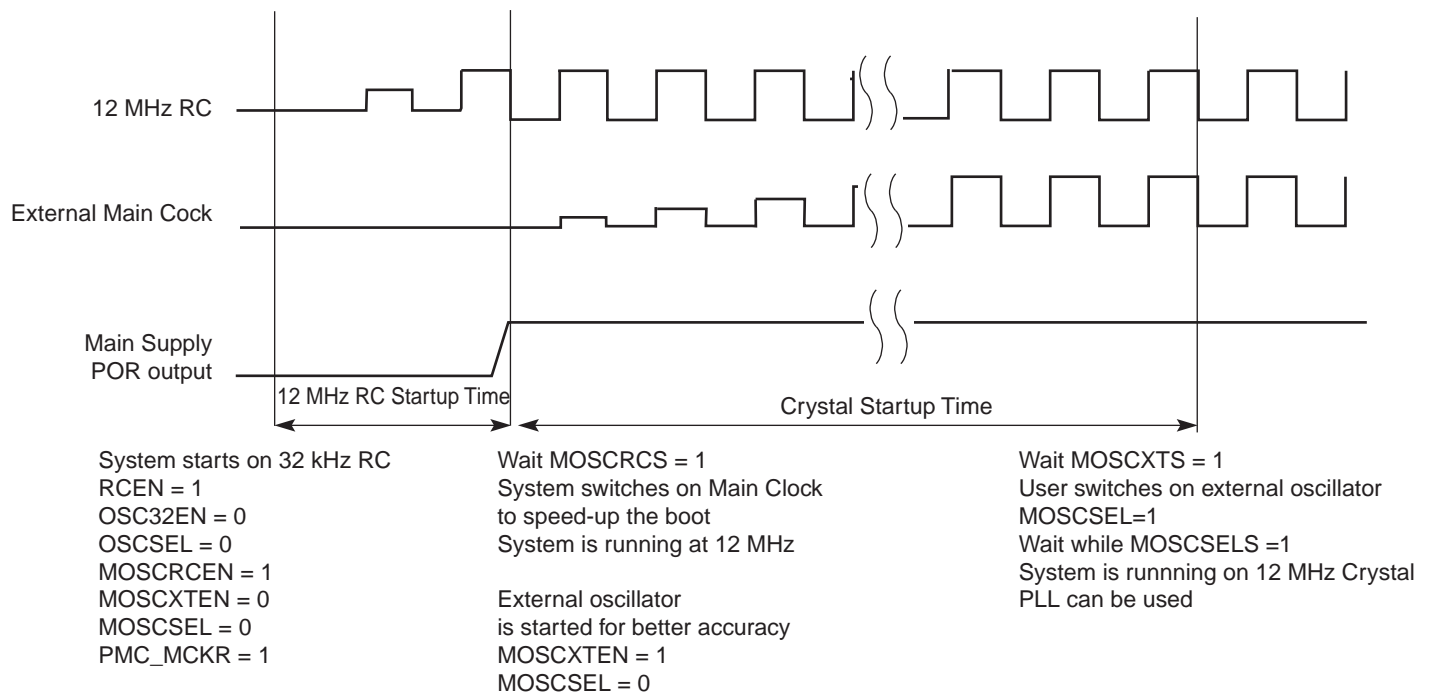 12 MHz RC
External Main Cock
Main Supply
POR output
12 MHz RC Startup Time
Crystal Startup Time
System starts on 32 kHz RC
RCEN = 1
OSC32EN = 0
OSCSEL = 0
MOSCRCEN = 1
MOSCXTEN = 0
MOSCSEL = 0
PMC_MCKR = 1
Wait MOSCRCS = 1
System switches on Main Clock
to speed-up the boot
System is running at 12 MHz
External oscillator
is started for better accuracy
MOSCXTEN = 1
MOSCSEL = 0
Wait MOSCXTS = 1
User switches on external oscillator
MOSCSEL=1
Wait while MOSCSELS =1
System is runnning on 12 MHz Crystal
PLL can be used